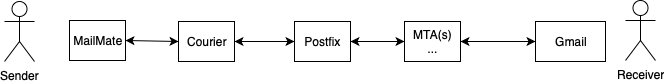 MailMate
Courier
Postfix
MTA(s)
...
Gmail
Sender
Receiver